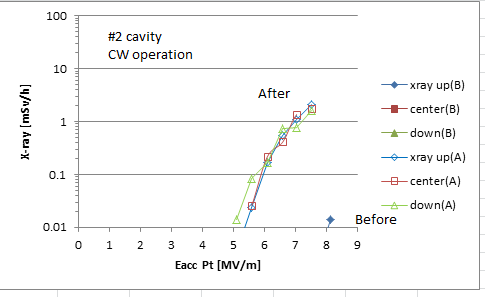 100
#2 cavity
CW operation
10
After
xray up(B)
center(B)
1
down(B)
X-ray [mSv/h]
xray up(A)
0.1
center(A)
down(A)
0.01
Before
0 1 2 3 4 5 6 7 8 9
Eacc Pt [MV/m]